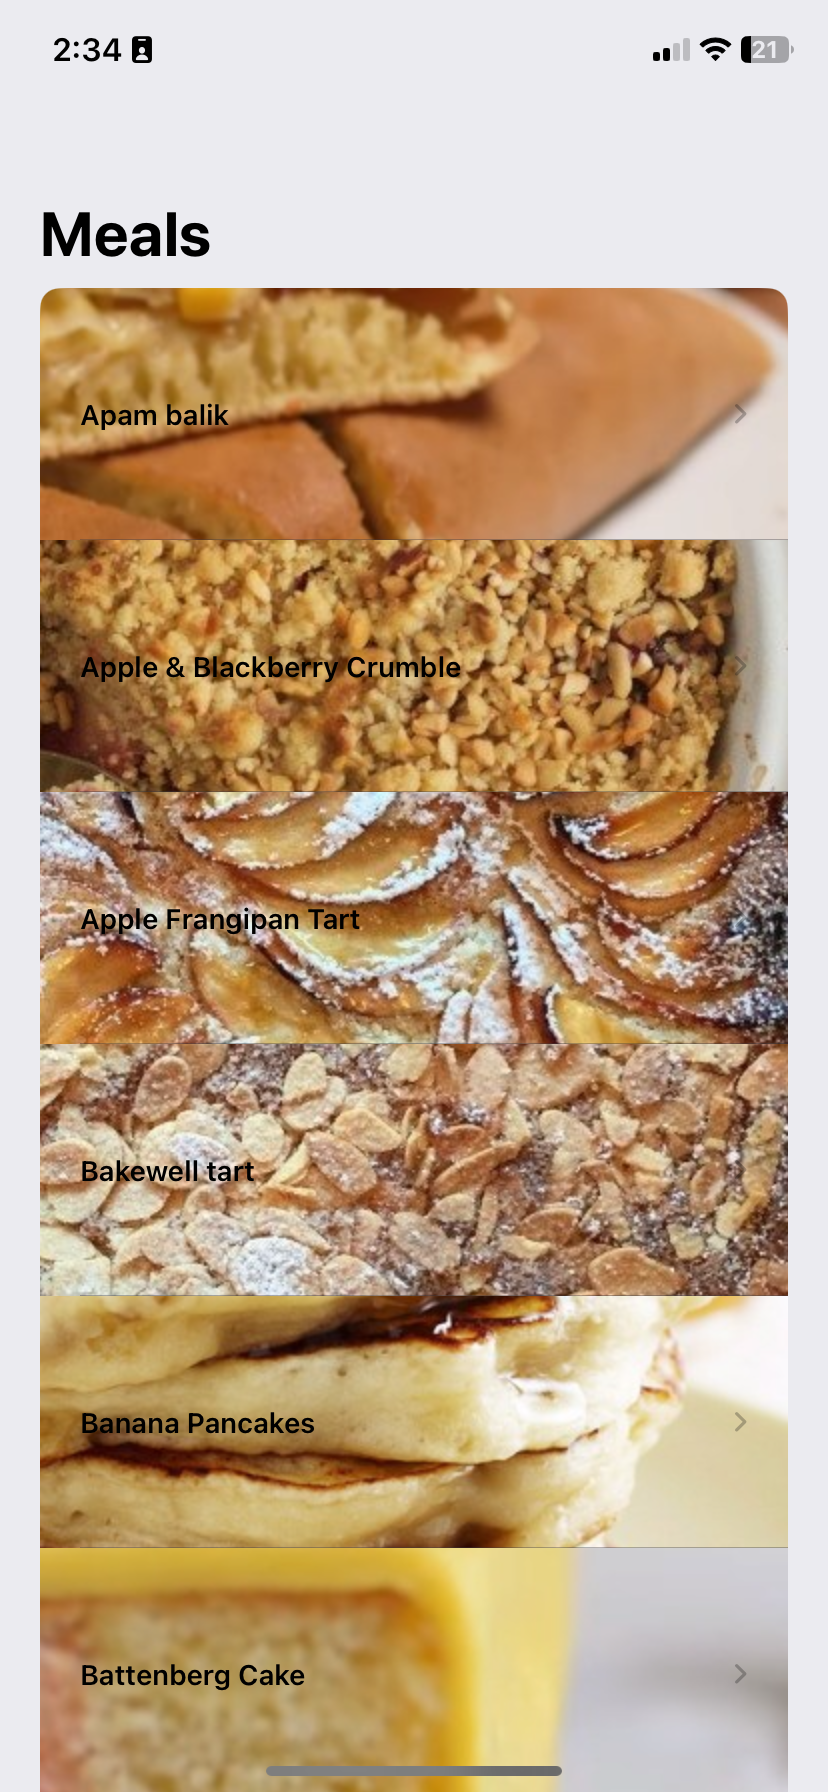 2:34
21
Meals
Apam balik
Apple & Blackberry Crumble
Apple Frangipan Tart
Bakewell tart
Banana Pancakes
Battenberg Cake